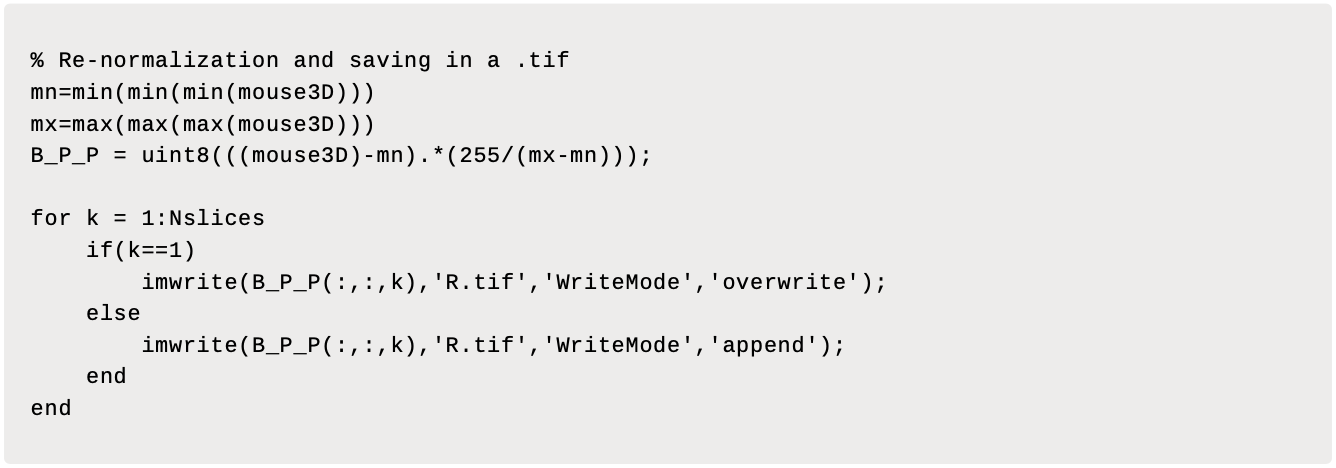 % Re-normalization and saving in a .tif
mn=min(min(min(mouse3D)))
mx=max(max(max(mouse3D)))
B_P_P = uint8(((mouse3D)-mn).*(255/(mx-mn)));

for k = 1:Nslices
    if(k==1)
        imwrite(B_P_P(:,:,k),'R.tif','WriteMode','overwrite');
    else
        imwrite(B_P_P(:,:,k),'R.tif','WriteMode','append');
    end
end